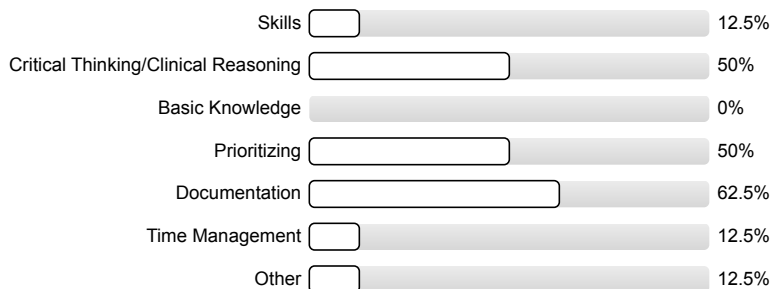 Skills 12.5%
Critical Thinking/Clinical Reasoning 50%
Basic Knowledge 0%
Prioritizing 50%
Documentation 62.5%
Time Management 12.5%
Other 12.5%